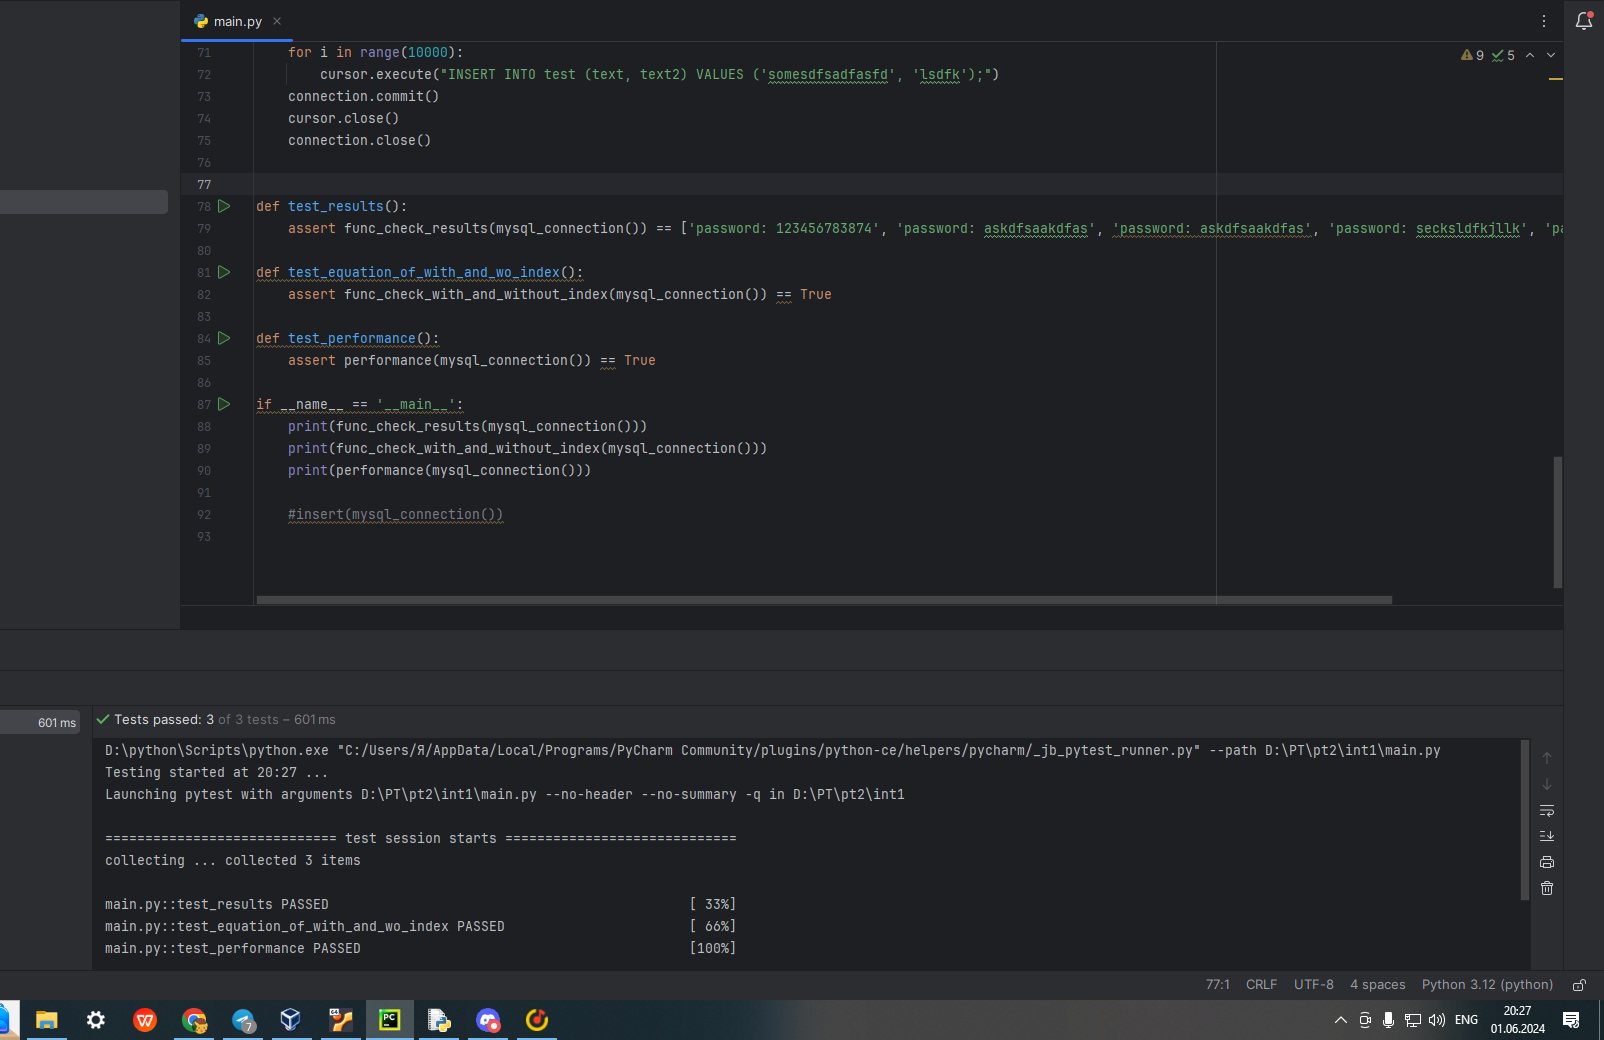 main.py
71 for i in range(10000):
72 cursor.execute("INSERT INTO test (text, text2) VALUES ('somesdfsadfasfd', 'lsdfk');")
73 connection.commit()
74 cursor.close()
75 connection.close()
76
77
78 def test_results():
79 assert func_check_results(mysql_connection()) == ['password: 123456783874', 'password: askdfsaakdfas', 'password: askdfsaakdfas', 'password: secksldfkjllk', 'pa
80
81 def test_equation_of_with_and_wo_index():
82 assert func_check_with_and_without_index(mysql_connection()) == True
83
84 def test_performance():
85 assert performance(mysql_connection()) == True
86
87 if __name__ == '__main__':
88 print(func_check_results(mysql_connection()))
89 print(func_check_with_and_without_index(mysql_connection()))
90 print(performance(mysql_connection()))
91
92 #insert(mysql_connection())
93
9 5
601 ms
Tests passed: 3 of 3 tests – 601 ms
D:\python\Scripts\python.exe "C:/Users/Я/AppData/Local/Programs/PyCharm Community/plugins/python-ce/helpers/pycharm/_jb_pytest_runner.py" --path D:\PT\pt2\int1\main.py
Testing started at 20:27 ...
Launching pytest with arguments D:\PT\pt2\int1\main.py --no-header --no-summary -q in D:\PT\pt2\int1
============================= test session starts =============================
collecting ... collected 3 items
main.py::test_results PASSED [ 33%]
main.py::test_equation_of_with_and_wo_index PASSED [ 66%]
main.py::test_performance PASSED [100%]
77:1 CRLF UTF-8 4 spaces Python 3.12 (python)
W 7 64 PC ENG 20:27
01.06.2024